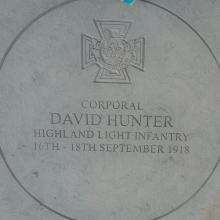 CORPORAL
DAVID HUNTER
HIGHLAND LIGHT INFANTRY
16TH - 18TH SEPTEMBER 1918